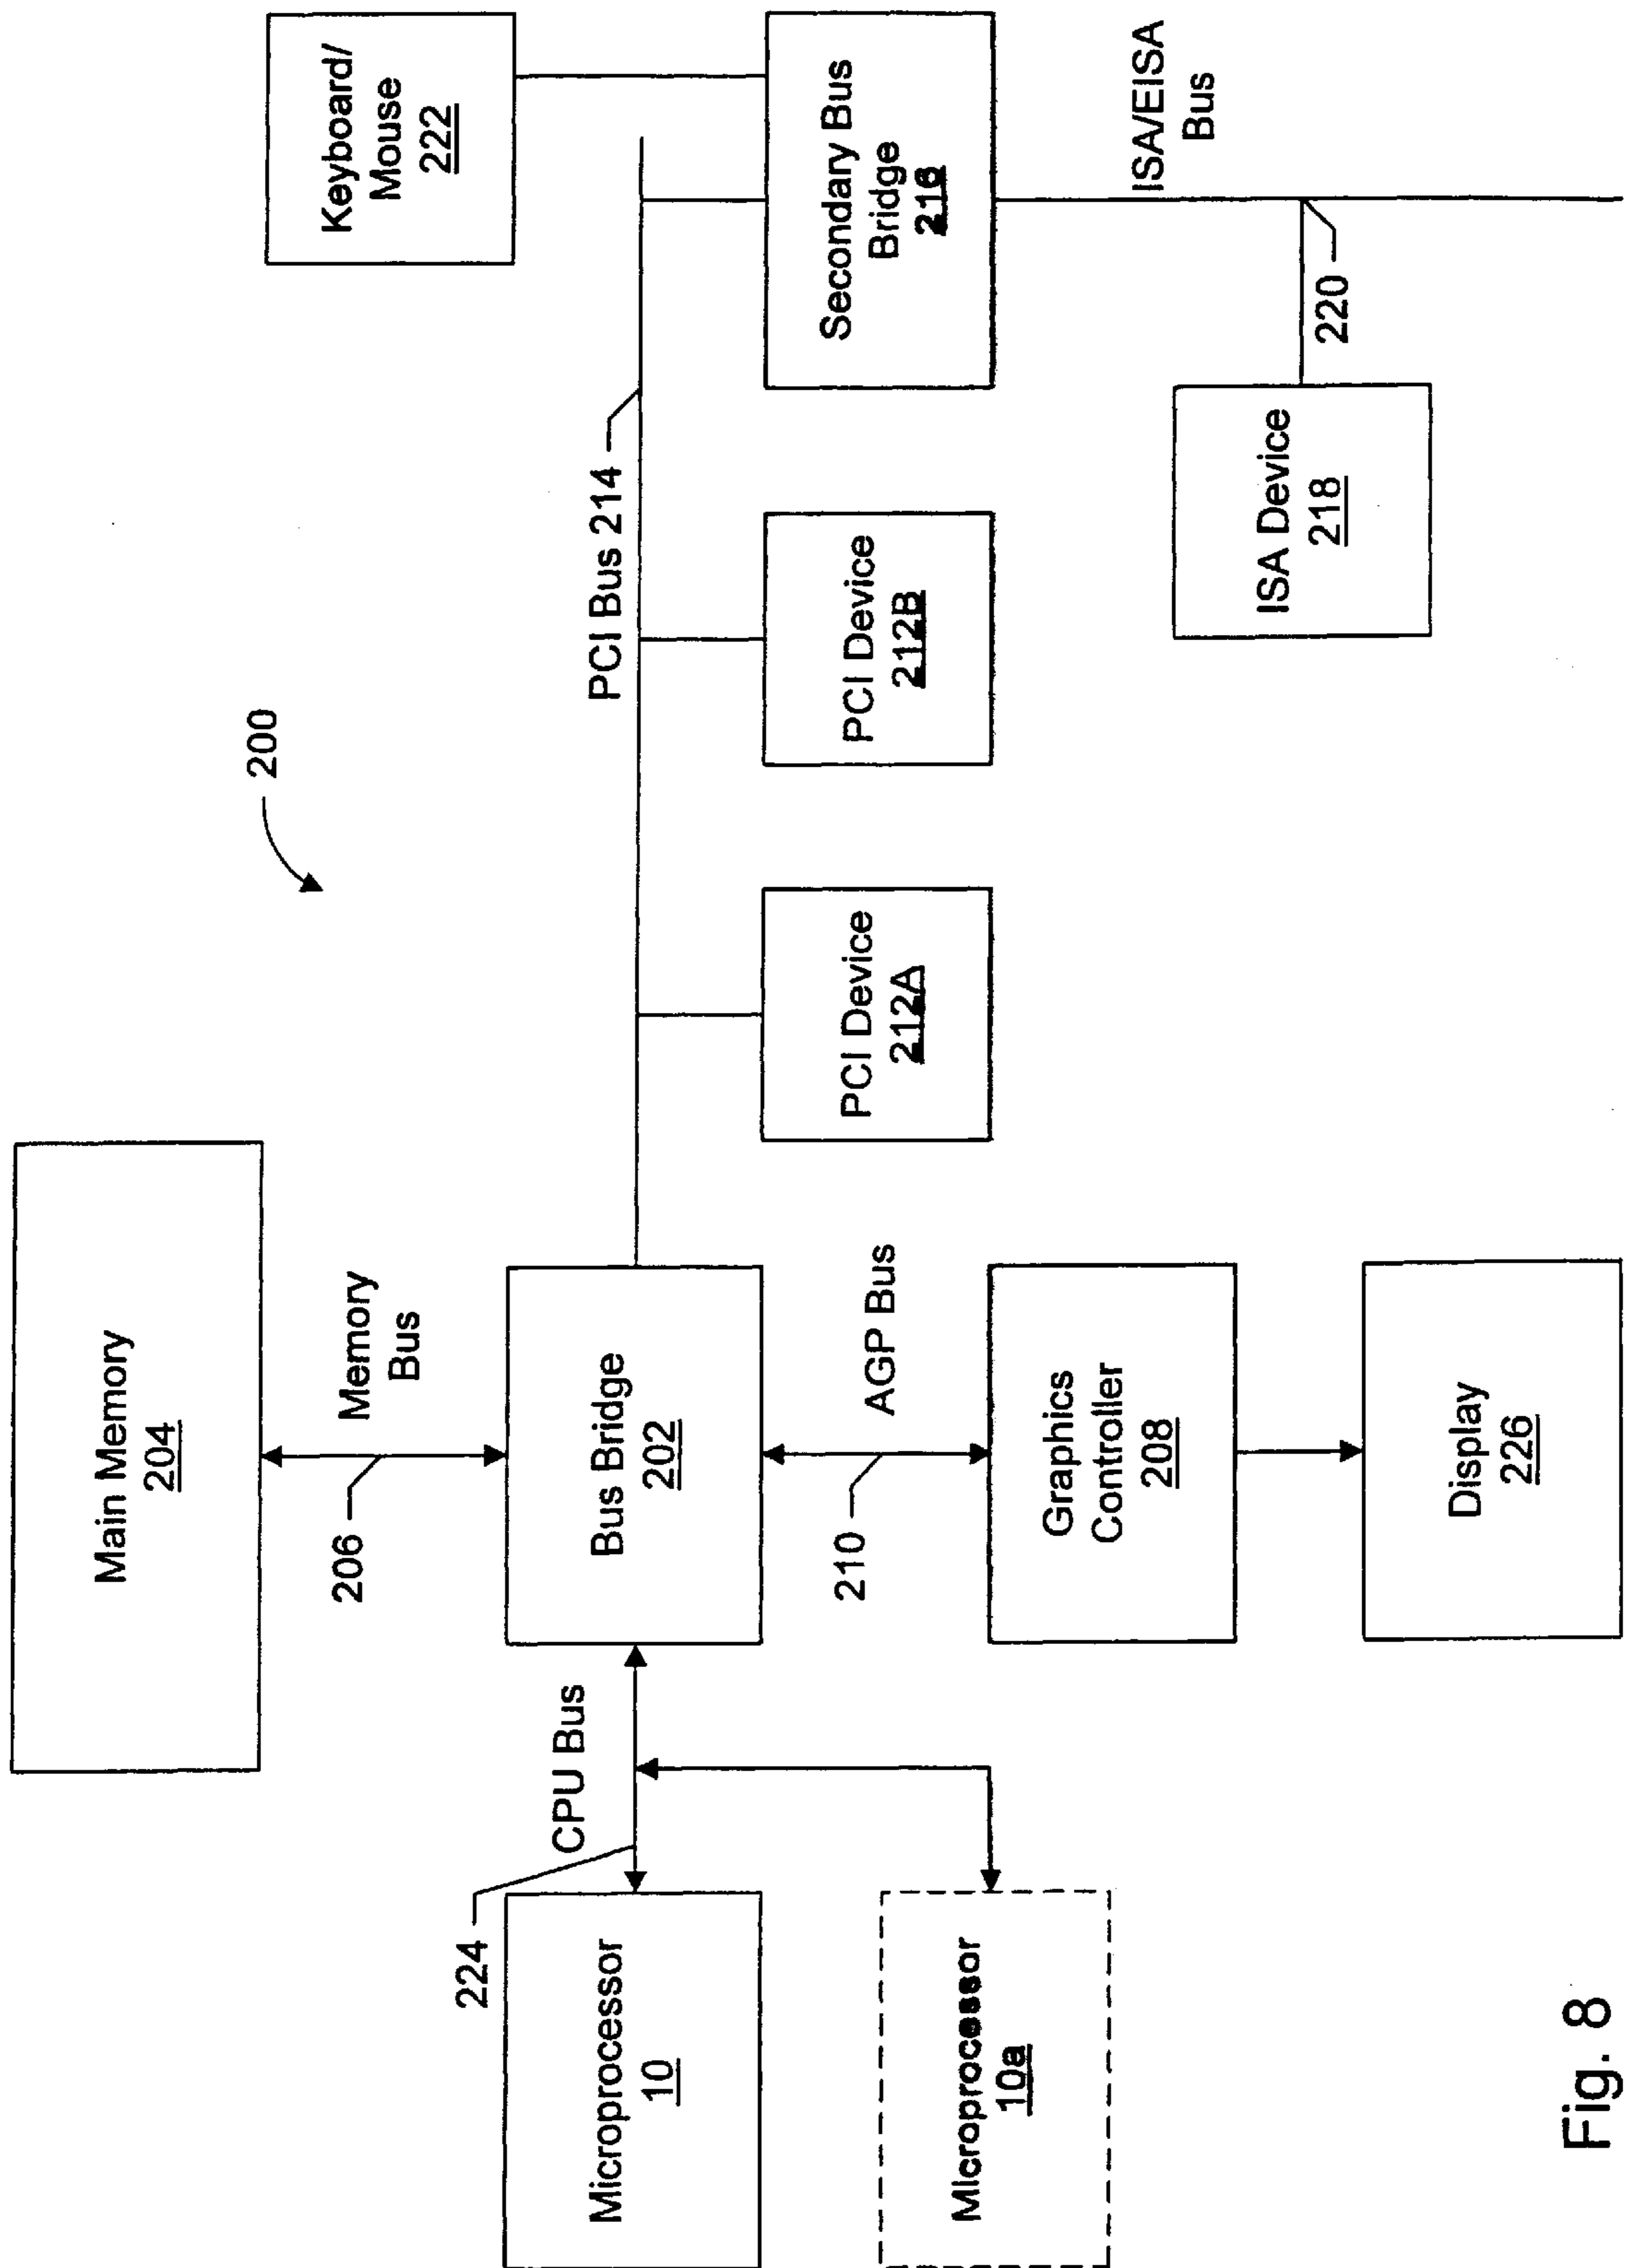 200
Main Memory
204
Keyboard/
Mouse
222
206
Memory
Bus
224
CPU Bus
PCI Bus 214
Microprocessor
10
Bus Bridge
202
210
AGP Bus
PCI Device
212A
PCI Device
212B
Secondary Bus
Bridge
216
Microprocessor
10a
Graphics
Controller
208
ISA/EISA
Bus
220
ISA Device
218
Display
226
Fig. 8